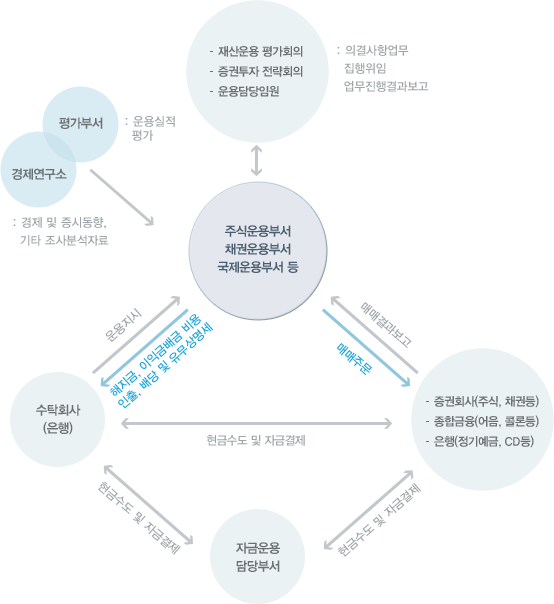 - 재산운용 평가회의
- 증권투자 전략회의
- 운용담당임원
: 의결사항업무
집행위임
업무진행결과보고
평가부서
: 운용실적
평가
경제연구소
: 경제 및 증시동향,
기타 조사분석자료
주식운용부서
채권운용부서
국제운용부서 등
운용지시
해지금, 이익금배금 비용
인출, 배당 및 유무상명세
매매결과보고
매매주문
수탁회사
(은행)
현금수도 및 자금결제
- 증권회사(주식, 채권등)
- 종합금융(어음, 콜론등)
- 은행(정기예금, CD등)
현금수도 및 자금결제
현금수도 및 자금결제
자금운용
담당부서